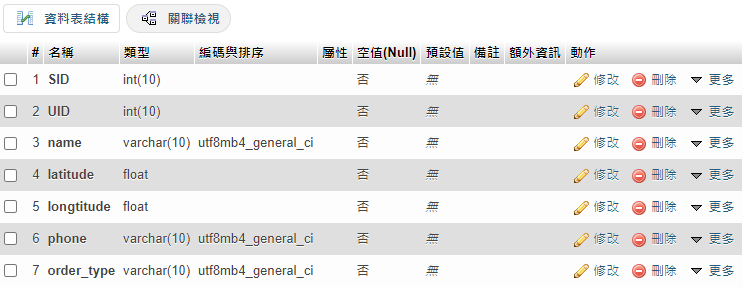 資料表結構 關聯檢視
# 名稱 類型 編碼與排序 屬性 空值(Null) 預設值 備註 額外資訊 動作
1 SID int(10) 否 無 修改 刪除 更多
2 UID int(10) 否 無 修改 刪除 更多
3 name varchar(10) utf8mb4_general_ci 否 無 修改 刪除 更多
4 latitude float 否 無 修改 刪除 更多
5 longtitude float 否 無 修改 刪除 更多
6 phone varchar(10) utf8mb4_general_ci 否 無 修改 刪除 更多
7 order_type varchar(10) utf8mb4_general_ci 否 無 修改 刪除 更多